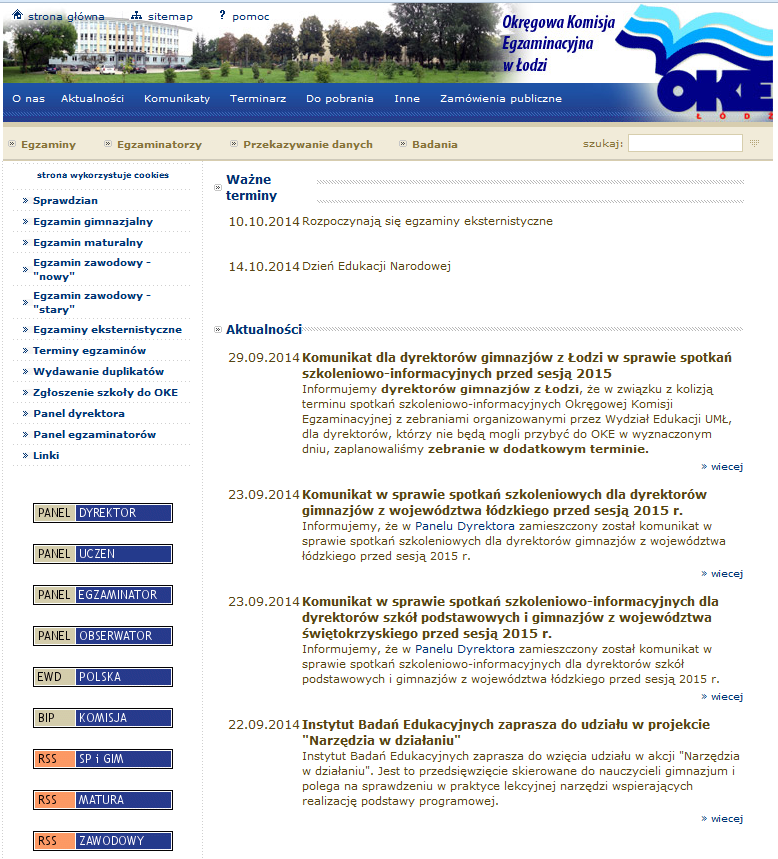 strona główna sitemap ? pomoc
Okręgowa Komisja
Egzaminacyjna
w Łodzi
OKE
ŁÓDZ
O nas Aktualności Komunikaty Terminarz Do pobrania Inne Zamówienia publiczne
Egzaminy Egzaminatorzy Przekazywanie danych Badania szukaj:
strona wykorzystuje cookies
» Sprawdzian
» Egzamin gimnazjalny
» Egzamin maturalny
» Egzamin zawodowy -
"nowy"
» Egzamin zawodowy -
"stary"
» Egzaminy eksternistyczne
» Terminy egzaminów
» Wydawanie duplikatów
» Zgłoszenie szkoły do OKE
» Panel dyrektora
» Panel egzaminatorów
» Linki
PANEL DYREKTOR
PANEL UCZEN
PANEL EGZAMINATOR
PANEL OBSERWATOR
EWD POLSKA
BIP KOMISJA
RSS SP i GIM
RSS MATURA
RSS ZAWODOWY
Ważne
terminy
10.10.2014 Rozpoczynają się egzaminy eksternistyczne
14.10.2014 Dzień Edukacji Narodowej
Aktualności
29.09.2014 Komunikat dla dyrektorów gimnazjów z Łodzi w sprawie spotkań
szkoleniowo-informacyjnych przed sesją 2015
Informujemy dyrektorów gimnazjów z Łodzi, że w związku z kolizją
terminu spotkań szkoleniowo-informacyjnych Okręgowej Komisji
Egzaminacyjnej z zebraniami organizowanymi przez Wydział Edukacji UMŁ,
dla dyrektorów, którzy nie będą mogli przybyć do OKE w wyznaczonym
dniu, zaplanowaliśmy zebranie w dodatkowym terminie.
» wiecej
23.09.2014 Komunikat w sprawie spotkań szkoleniowych dla dyrektorów
gimnazjów z województwa łódzkiego przed sesją 2015 r.
Informujemy, że w Panelu Dyrektora zamieszczony został komunikat w
sprawie spotkań szkoleniowych dla dyrektorów gimnazjów z województwa
łódzkiego przed sesją 2015 r.
» wiecej
23.09.2014 Komunikat w sprawie spotkań szkoleniowo-informacyjnych dla
dyrektorów szkół podstawowych i gimnazjów z województwa
świętokrzyskiego przed sesją 2015 r.
Informujemy, że w Panelu Dyrektora zamieszczony został komunikat w
sprawie spotkań szkoleniowo-informacyjnych dla dyrektorów szkół
podstawowych i gimnazjów z województwa łódzkiego przed sesją 2015 r.
» wiecej
22.09.2014 Instytut Badań Edukacyjnych zaprasza do udziału w projekcie
"Narzędzia w działaniu"
Instytut Badań Edukacyjnych zaprasza do wzięcia udziału w akcji "Narzędzia
w działaniu". Jest to przedsięwzięcie skierowane do nauczycieli gimnazjum i
polega na sprawdzeniu w praktyce lekcyjnej narzędzi wspierających
realizację podstawy programowej.
» wiecej